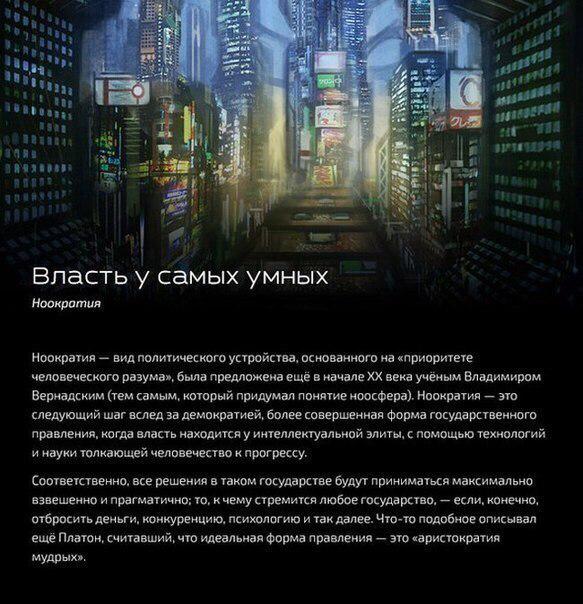 クレ
Власть у самых умных
Ноократия
Ноократия — вид политического устройства, основанного на «приоритете
человеческого разума», была предложена ещё в начале XX века учёным Владимиром
Вернадским (тем самым, который придумал понятие ноосфера). Ноократия — это
следующий шаг вслед за демократией, более совершенная форма государственного
правления, когда власть находится у интеллектуальной элиты, с помощью технологий
и науки толкающей человечество к прогрессу.
Соответственно, все решения в таком государстве будут приниматься максимально
взвешенно и прагматично; то, к чему стремится любое государство, — если, конечно,
отбросить деньги, конкуренцию, психологию и так далее. Что-то подобное описывал
ещё Платон, считавший, что идеальная форма правления — это «аристократия
мудрых».